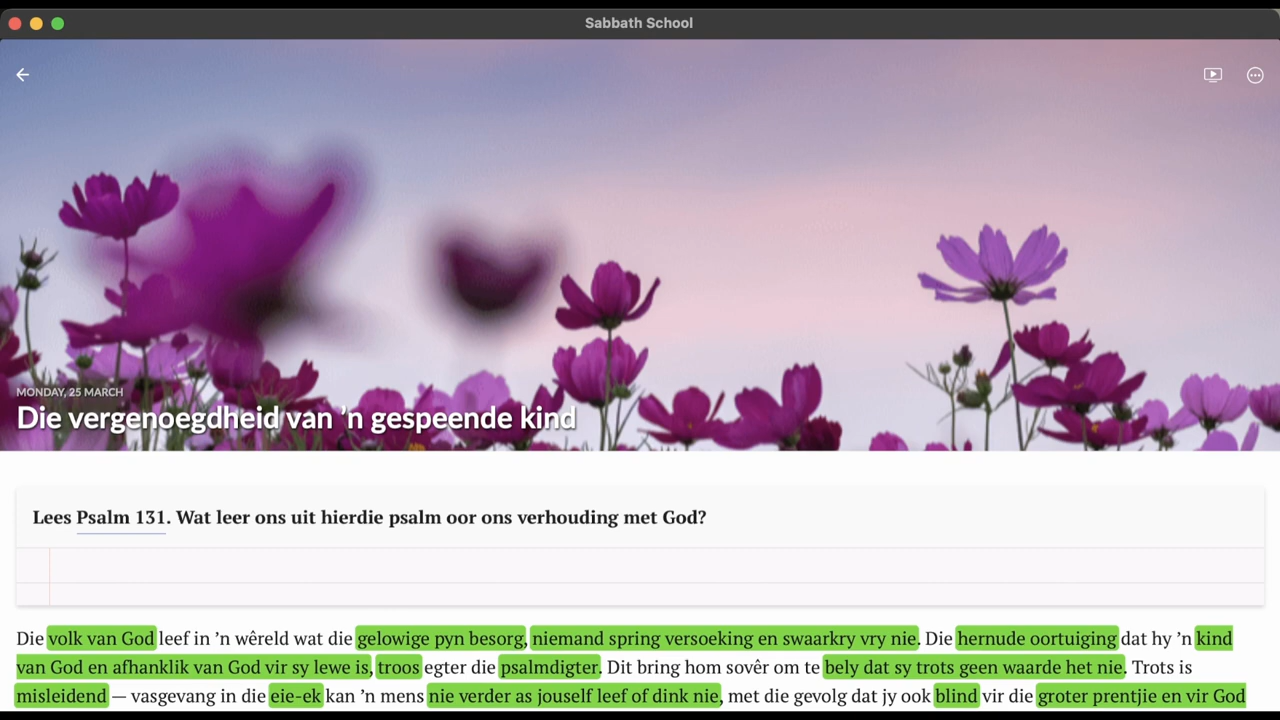 Sabbath School
MONDAY, 25 MARCH
Die vergenoegdheid van ’n gespeende kind
Lees Psalm 131. Wat leer ons uit hierdie psalm oor ons verhouding met God?
Die volk van God leef in ’n wêreld wat die gelowige pyn besorg, niemand spring versoeking en swaarkry vry nie. Die hernude oortuiging dat hy ’n kind
van God en afhanklik van God vir sy lewe is, troos egter die psalmdigter. Dit bring hom sovêr om te bely dat sy trots geen waarde het nie. Trots is
misleidend — vasgevang in die eie-ek kan ’n mens nie verder as jouself leef of dink nie, met die gevolg dat jy ook blind vir die groter prentjie en vir God